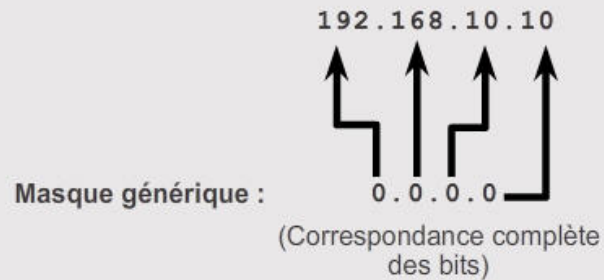 192.168.10.10
Masque générique : 0.0.0.0
(Correspondance complète
des bits)